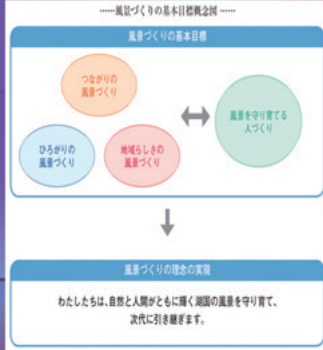 ……風景づくりの基本目標概念図……
風景づくりの基本目標
つながりの
風景づくり
ひろがりの
風景づくり
地域らしさの
風景づくり
風景を守り育てる
人づくり
風景づくりの理念の実現
わたしたちは、自然と人間がともに輝く湖国の風景を守り育て、
次代に引き継ぎます。